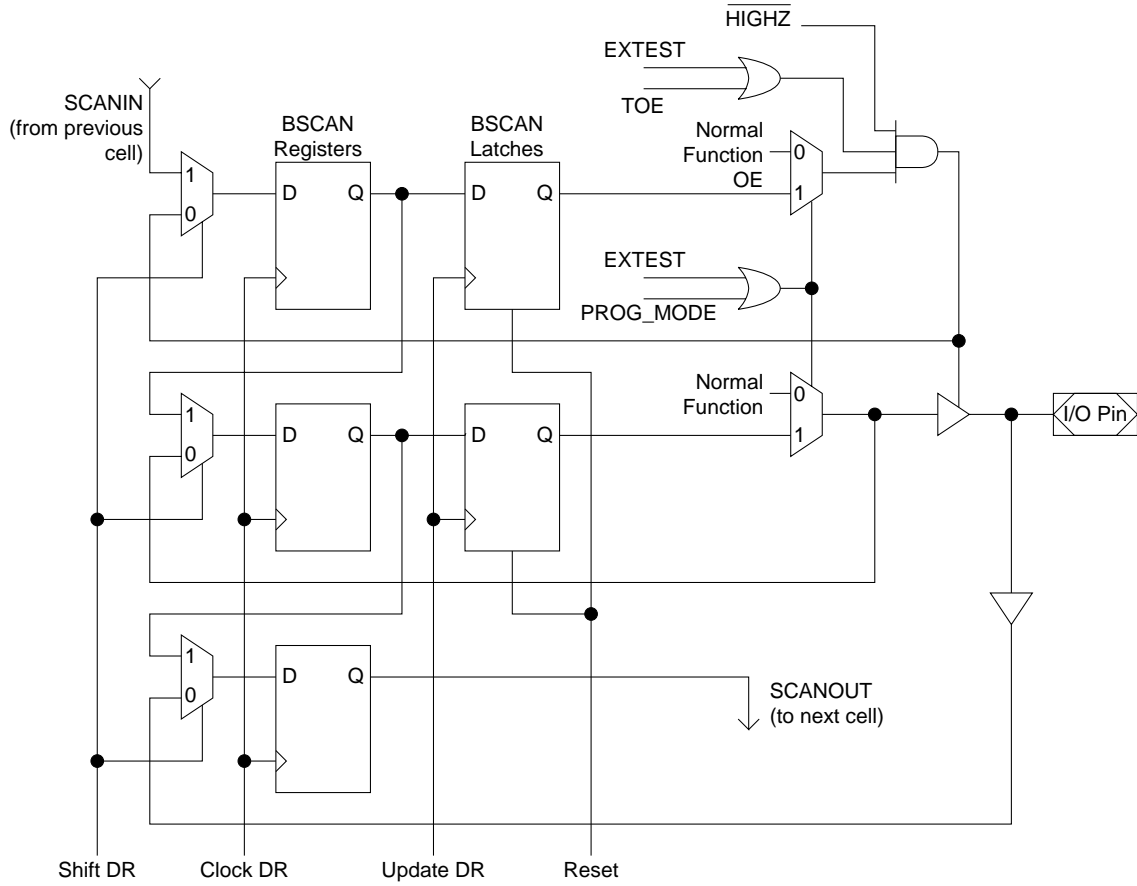 HIGHZ
EXTEST
TOE
SCANIN
(from previous
cell)
BSCAN
Registers
BSCAN
Latches
Normal
Function
OE
0
1
1
0
D
Q
D
Q
EXTEST
PROG_MODE
Normal
Function
0
1
1
0
D
Q
D
Q
I/O Pin
1
0
D
Q
SCANOUT
(to next cell)
Shift DR
Clock DR
Update DR
Reset